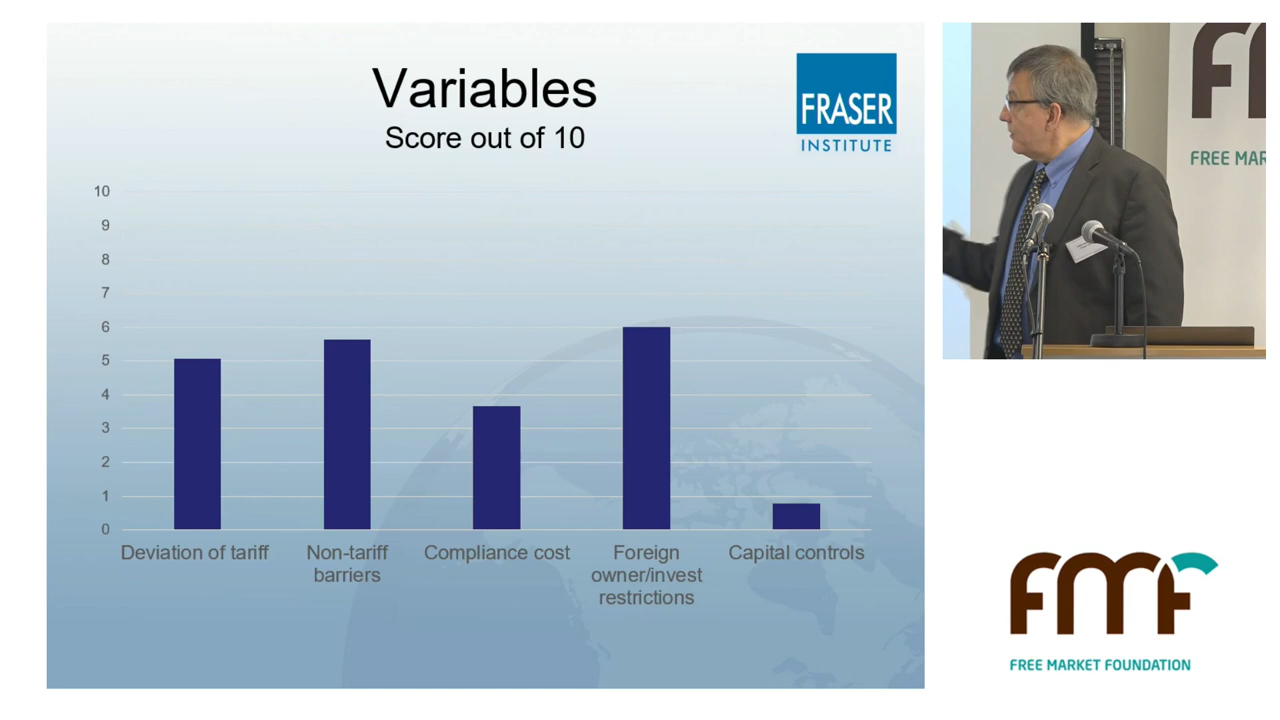 Variables
Score out of 10
FRASER
INSTITUTE
10
9
8
7
6
5
4
3
2
1
0
Deviation of tariff
Non-tariff
barriers
Compliance cost
Foreign
owner/invest
restrictions
Capital controls
FREE MAR
FMF
FREE MARKET FOUNDATION